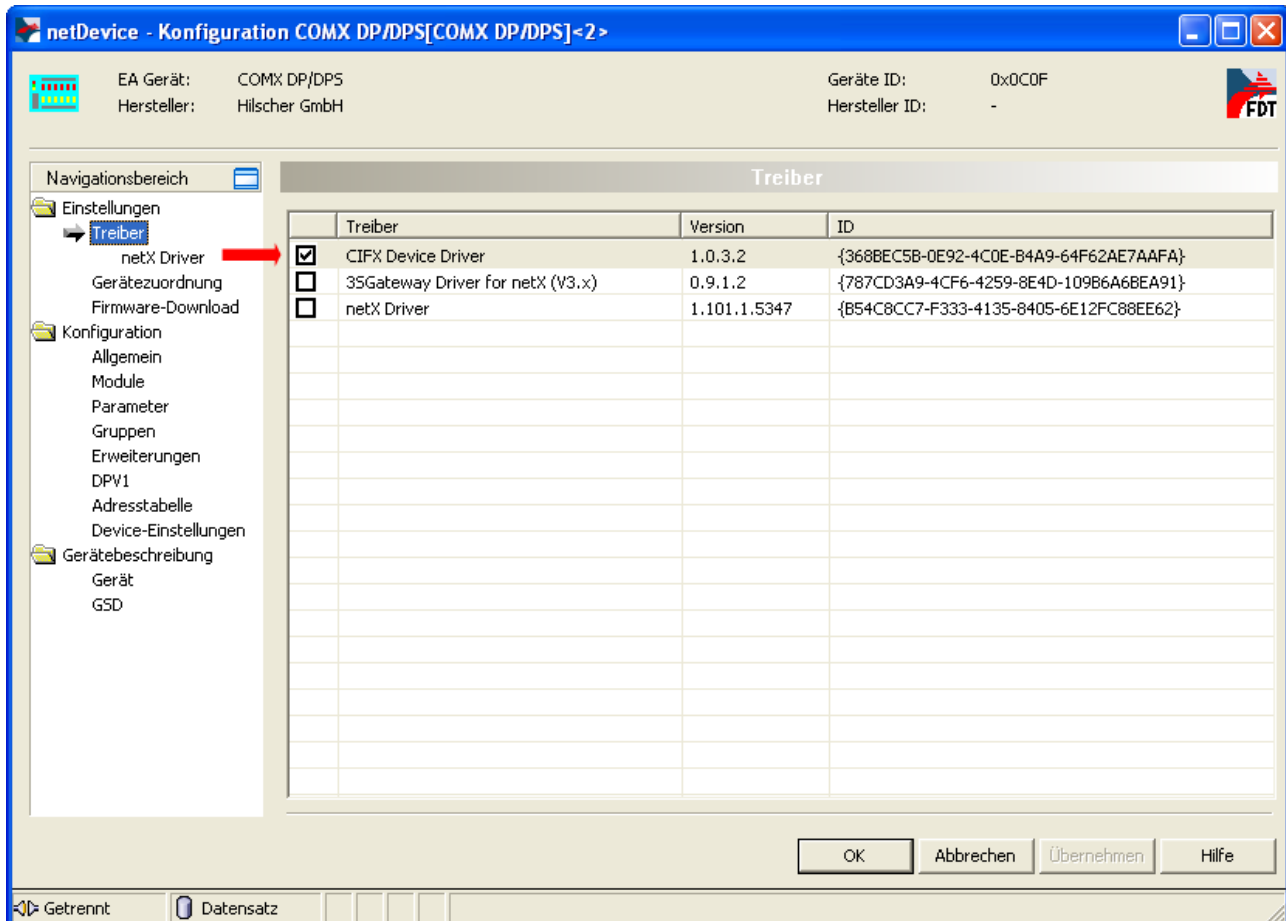 netDevice - Konfiguration COMX DP/DPS[COMX DP/DPS]<2>
EA Gerät: COMX DP/DPS Geräte ID: 0x0C0F
Hersteller: Hilscher GmbH Hersteller ID: -
FDT
Navigationsbereich
Einstellungen
Treiber
netX Driver
Gerätezuordnung
Firmware-Download
Konfiguration
Allgemein
Module
Parameter
Gruppen
Erweiterungen
DPV1
Adresstabelle
Device-Einstellungen
Gerätebeschreibung
Gerät
GSD
Treiber
Treiber Version ID
CIFX Device Driver 1.0.3.2 {368BEC5B-0E92-4C0E-B4A9-64F62AE7AAFA}
3SGateway Driver for netX (V3.x) 0.9.1.2 {787CD3A9-4CF6-4259-8E4D-109B6A6BEA91}
netX Driver 1.101.1.5347 {B54C8CC7-F333-4135-8405-6E12FC88EE62}
OK Abbrechen Übernehmen Hilfe
Getrennt Datensatz